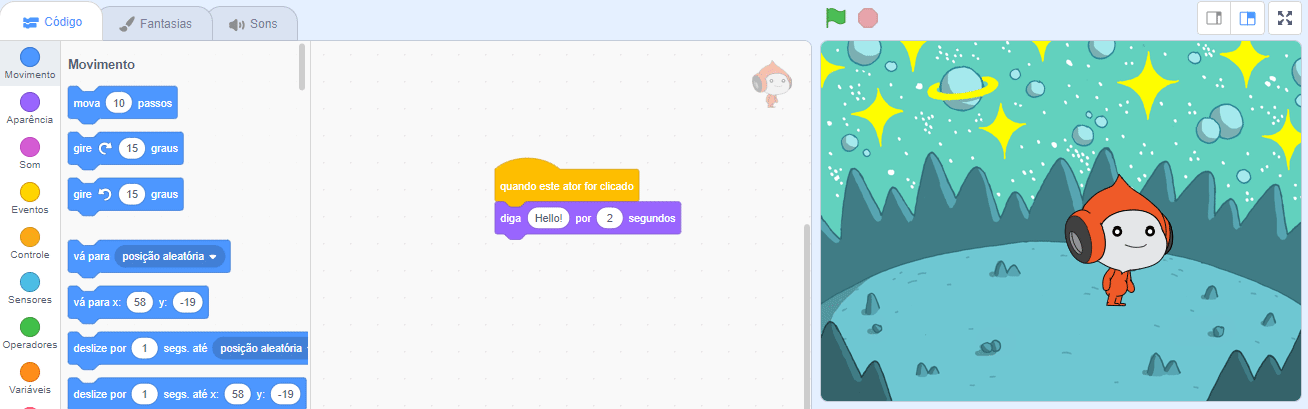 Código
Fantasias
Sons
Movimento
Aparência
Som
Eventos
Controle
Sensores
Operadores
Variáveis
Movimento
mova 10 passos
gire 15 graus
gire 15 graus
vá para posição aleatória
vá para x: 58 y: -19
deslize por 1 segs. até posição aleatória
deslize por 1 segs. até x: 58 y: -19
quando este ator for clicado
diga Hello! por 2 segundos